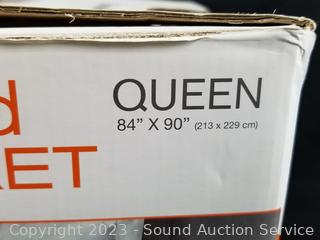 QUEEN
84" X 90" (213 x 229 cm)
d
KET
Copyright 2023 - Sound Auction Service